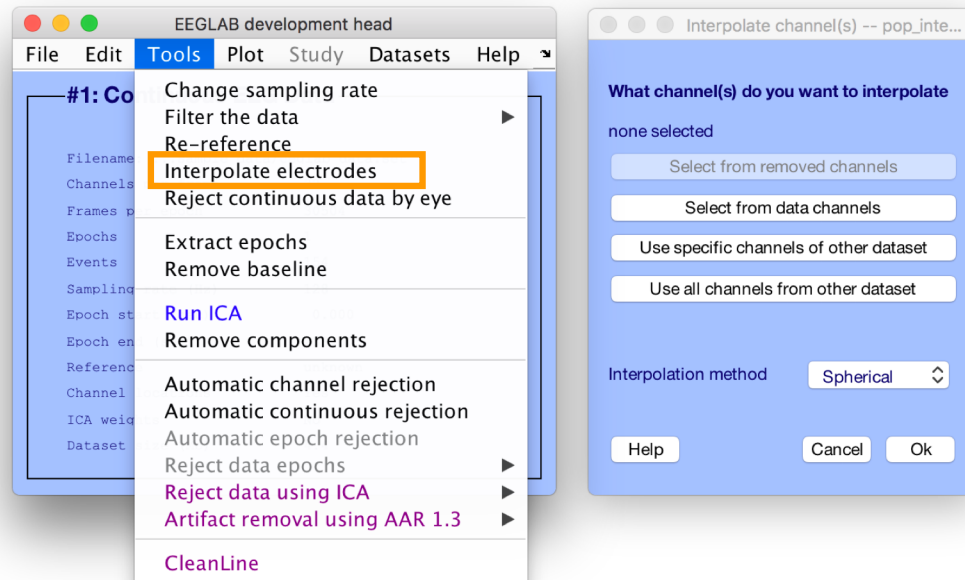 EEGLAB development head
File Edit Tools Plot Study Datasets Help
#1: Co
Filename
Channels
Frames p
Epochs
Events
Sampling
Epoch st
Epoch en
Referenc
Channel
ICA weig
Dataset
Change sampling rate
Filter the data
Re-reference
Interpolate electrodes
Reject continuous data by eye
Extract epochs
Remove baseline
Run ICA
Remove components
Automatic channel rejection
Automatic continuous rejection
Automatic epoch rejection
Reject data epochs
Reject data using ICA
Artifact removal using AAR 1.3
CleanLine
Interpolate channel(s) -- pop_inte...
What channel(s) do you want to interpolate
none selected
Select from removed channels
Select from data channels
Use specific channels of other dataset
Use all channels from other dataset
Interpolation method Spherical
Help Cancel Ok